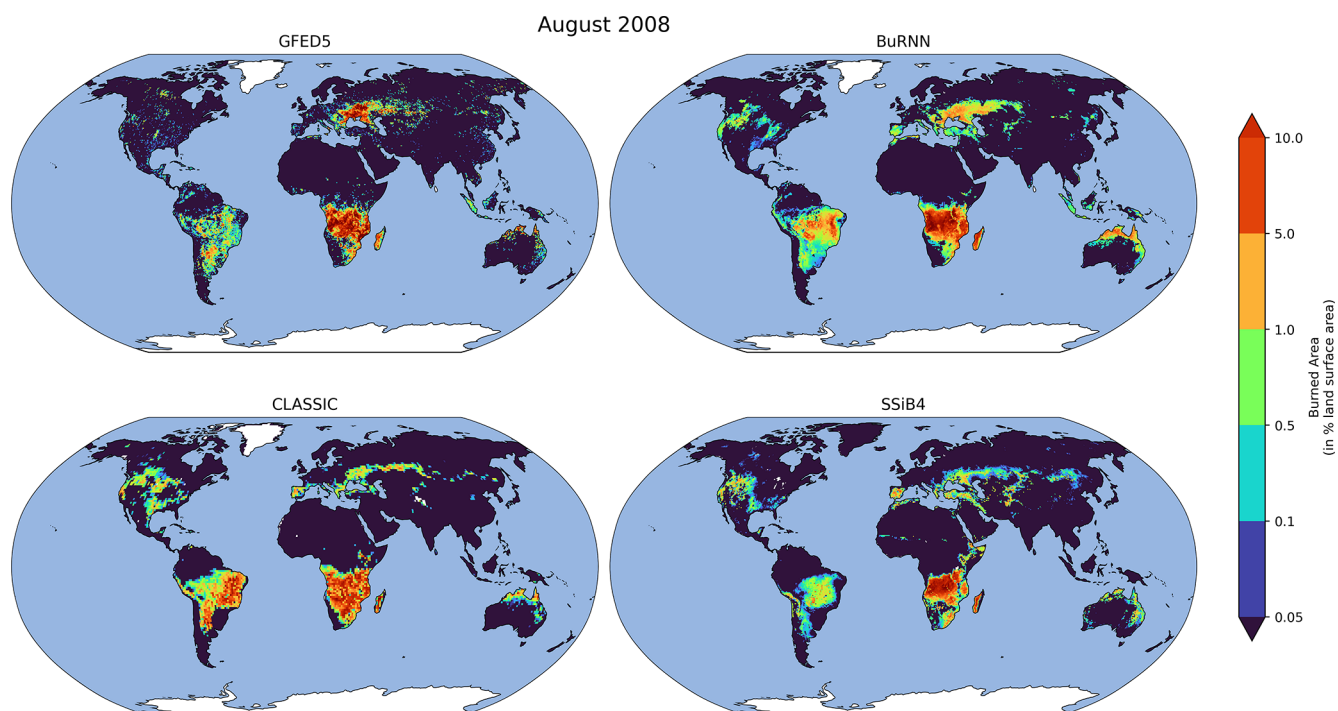 August 2008
GFED5
BuRNN
CLASSIC
SSiB4
10.0
5.0
1.0
0.5
0.1
0.05
Burned Area
(in % land surface area)